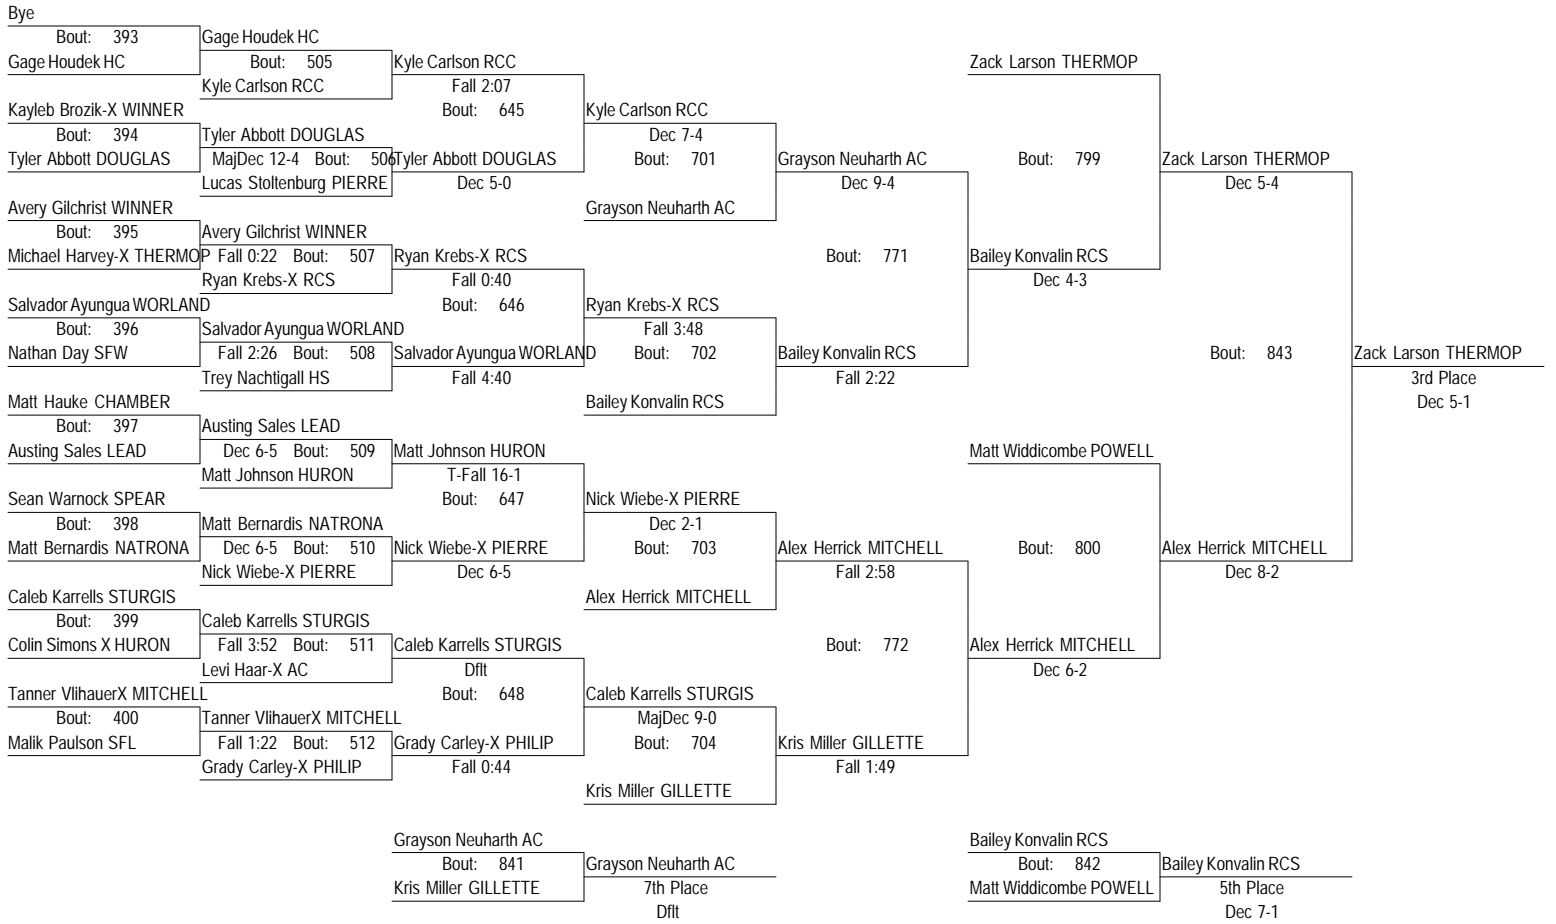 Bye
Bout: 393
Gage Houdek HC
Gage Houdek HC
Bout: 505
Kyle Carlson RCC
Kyle Carlson RCC
Fall 2:07
Bout: 645
Kayleb Brozik-X WINNER
Bout: 394
Tyler Abbott DOUGLAS
Tyler Abbott DOUGLAS
MajDec 12-4 Bout: 506
Lucas Stoltenburg PIERRE
Tyler Abbott DOUGLAS
Dec 5-0
Kyle Carlson RCC
Dec 7-4
Bout: 701
Grayson Neuharth AC
Grayson Neuharth AC
Dec 9-4
Avery Gilchrist WINNER
Bout: 395
Michael Harvey-X THERMOP
Avery Gilchrist WINNER
Fall 0:22 Bout: 507
Ryan Krebs-X RCS
Ryan Krebs-X RCS
Fall 0:40
Bout: 646
Salvador Ayungua WORLAND
Bout: 396
Nathan Day SFW
Salvador Ayungua WORLAND
Fall 2:26 Bout: 508
Trey Nachtigall HS
Salvador Ayungua WORLAND
Fall 4:40
Ryan Krebs-X RCS
Fall 3:48
Bout: 702
Bailey Konvalin RCS
Bailey Konvalin RCS
Fall 2:22
Bout: 771
Zack Larson THERMOP
Bout: 799
Bailey Konvalin RCS
Dec 4-3
Zack Larson THERMOP
Dec 5-4
Matt Hauke CHAMBER
Bout: 397
Austing Sales LEAD
Austing Sales LEAD
Dec 6-5 Bout: 509
Matt Johnson HURON
Matt Johnson HURON
T-Fall 16-1
Bout: 647
Sean Warnock SPEAR
Bout: 398
Matt Bernardis NATRONA
Matt Bernardis NATRONA
Dec 6-5 Bout: 510
Nick Wiebe-X PIERRE
Nick Wiebe-X PIERRE
Dec 6-5
Nick Wiebe-X PIERRE
Dec 2-1
Bout: 703
Alex Herrick MITCHELL
Alex Herrick MITCHELL
Fall 2:58
Caleb Karrells STURGIS
Bout: 399
Colin Simons X HURON
Caleb Karrells STURGIS
Fall 3:52 Bout: 511
Levi Haar-X AC
Caleb Karrells STURGIS
Dflt
Bout: 648
Tanner VlihauerX MITCHELL
Bout: 400
Malik Paulson SFL
Tanner VlihauerX MITCHELL
Fall 1:22 Bout: 512
Grady Carley-X PHILIP
Grady Carley-X PHILIP
Fall 0:44
Caleb Karrells STURGIS
MajDec 9-0
Bout: 704
Kris Miller GILLETTE
Kris Miller GILLETTE
Fall 1:49
Bout: 772
Matt Widdicombe POWELL
Bout: 800
Alex Herrick MITCHELL
Dec 6-2
Alex Herrick MITCHELL
Dec 8-2
Bout: 843
Zack Larson THERMOP
3rd Place
Dec 5-1
Grayson Neuharth AC
Bout: 841
Kris Miller GILLETTE
Grayson Neuharth AC
7th Place
Dflt
Bailey Konvalin RCS
Bout: 842
Matt Widdicombe POWELL
Bailey Konvalin RCS
5th Place
Dec 7-1